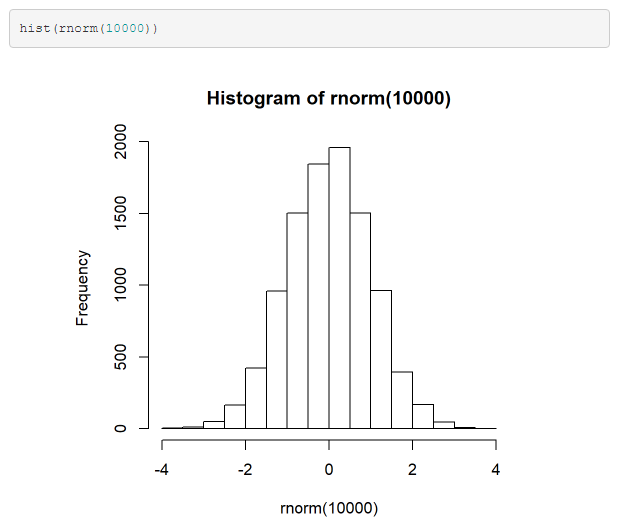 hist(rnorm(10000))
Histogram of rnorm(10000)
2000
1500
1000
500
0
Frequency
-4 -2 0 2 4
rnorm(10000)